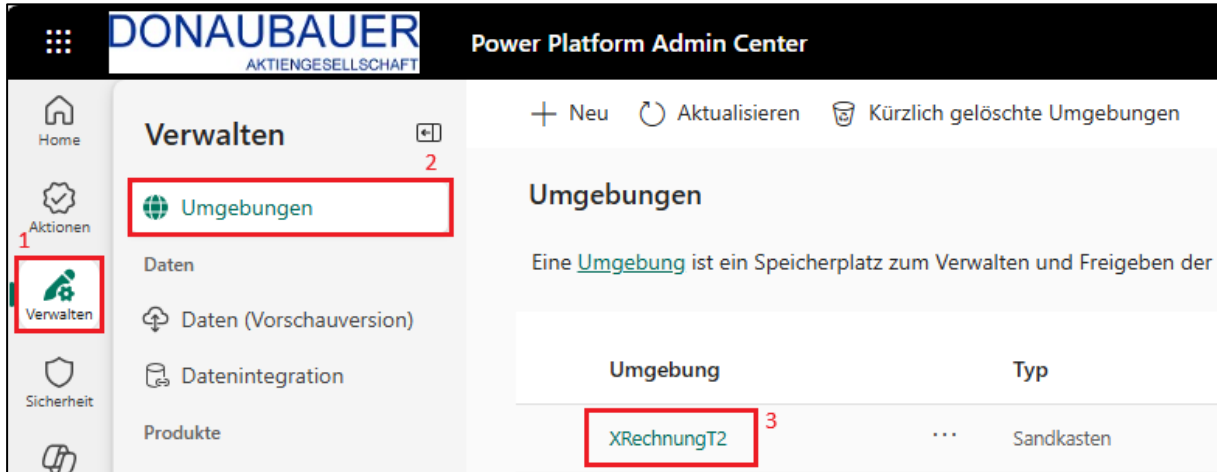 DONAUBAUER
AKTIENGESELLSCHAFT
Power Platform Admin Center
Home
Aktionen
1
Verwalten
Sicherheit
Verwalten
2
Umgebungen
Daten
Daten (Vorschauversion)
Datenintegration
Produkte
Neu Aktualisieren Kürzlich gelöschte Umgebungen
Umgebungen
Eine Umgebung ist ein Speicherplatz zum Verwalten und Freigeben der
Umgebung Typ
XRechnungT2 3 ... Sandkasten